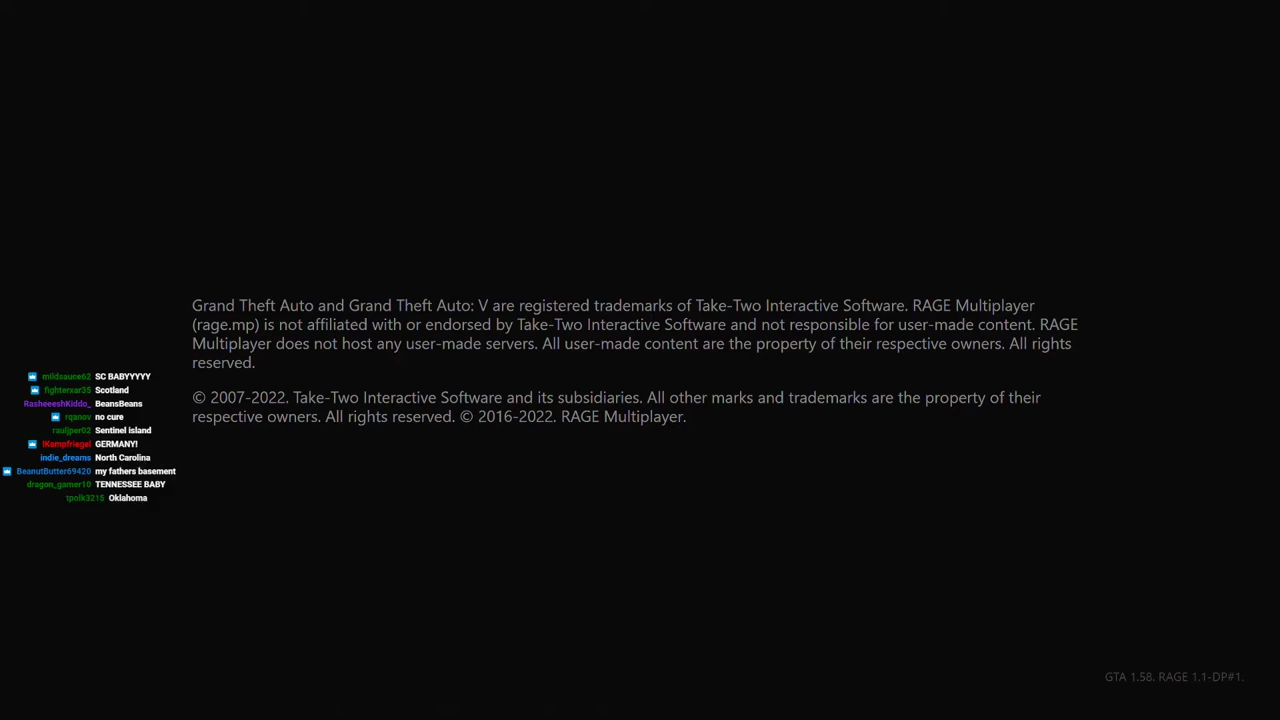 Grand Theft Auto and Grand Theft Auto: V are registered trademarks of Take-Two Interactive Software. RAGE Multiplayer
(rage.mp) is not affiliated with or endorsed by Take-Two Interactive Software and not responsible for user-made content. RAGE
Multiplayer does not host any user-made servers. All user-made content are the property of their respective owners. All rights
reserved.
© 2007-2022. Take-Two Interactive Software and its subsidiaries. All other marks and trademarks are the property of their
respective owners. All rights reserved. © 2016-2022. RAGE Multiplayer.
mildsauce62 SC BABYYYYY
fighterxar35 Scotland
RasheeeshKiddo_ BeansBeans
rqanov no cure
rauljper02 Sentinel island
IKampfriegel GERMANY!
indie_dreams North Carolina
BeanutButter69420 my fathers basement
dragon_gamer10 TENNESSEE BABY
tpolk3215 Oklahoma
GTA 1.58. RAGE 1.1-DP#1.